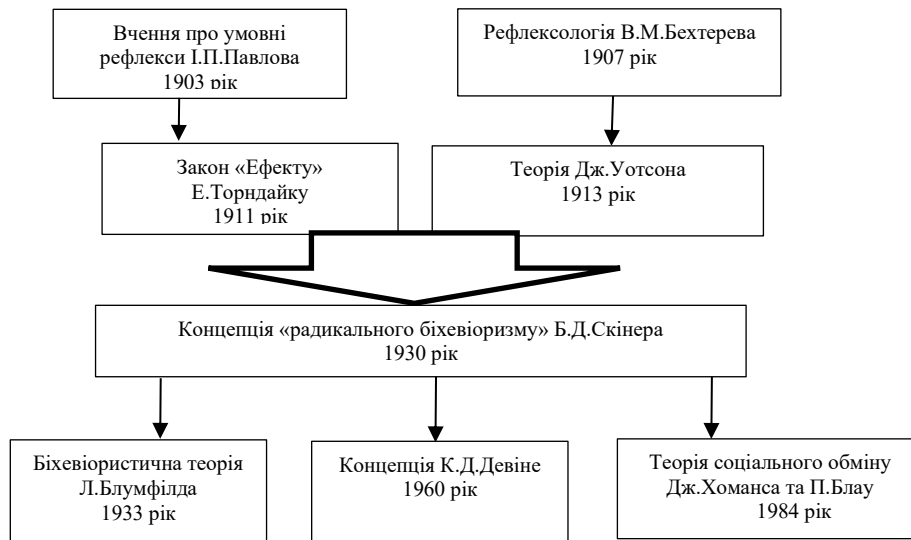 Вчення про умовні
рефлекси І.П.Павлова
1903 рік
Рефлексологія В.М.Бехтерева
1907 рік
Закон «Ефекту»
Е.Торндайку
1911 рік
Теорія Дж.Уотсона
1913 рік
Концепція «радикального біхевіоризму» Б.Д.Скінера
1930 рік
Біхевіористична теорія
Л.Блумфілда
1933 рік
Концепція К.Д.Девіне
1960 рік
Теорія соціального обміну
Дж.Хоманса та П.Блау
1984 рік